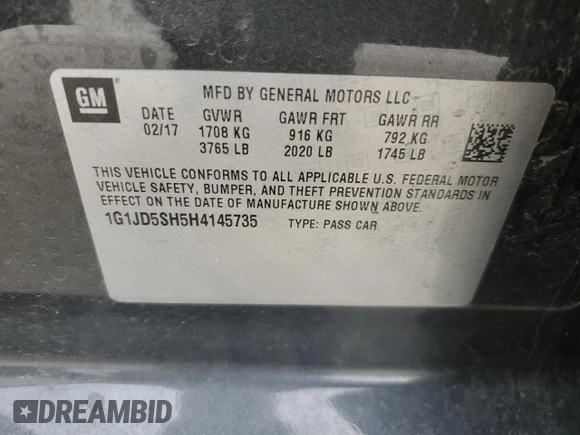 GM
MFD BY GENERAL MOTORS LLC
DATE GVWR GAWR FRT GAWR RR
02/17 1708 KG 916 KG 792 KG
3765 LB 2020 LB 1745 LB
THIS VEHICLE CONFORMS TO ALL APPLICABLE U.S. FEDERAL MOTOR
VEHICLE SAFETY, BUMPER, AND THEFT PREVENTION STANDARDS IN
EFFECT ON THE DATE OF MANUFACTURE SHOWN ABOVE.
1G1JD5SH5H4145735 TYPE: PASS CAR
DREAMBID